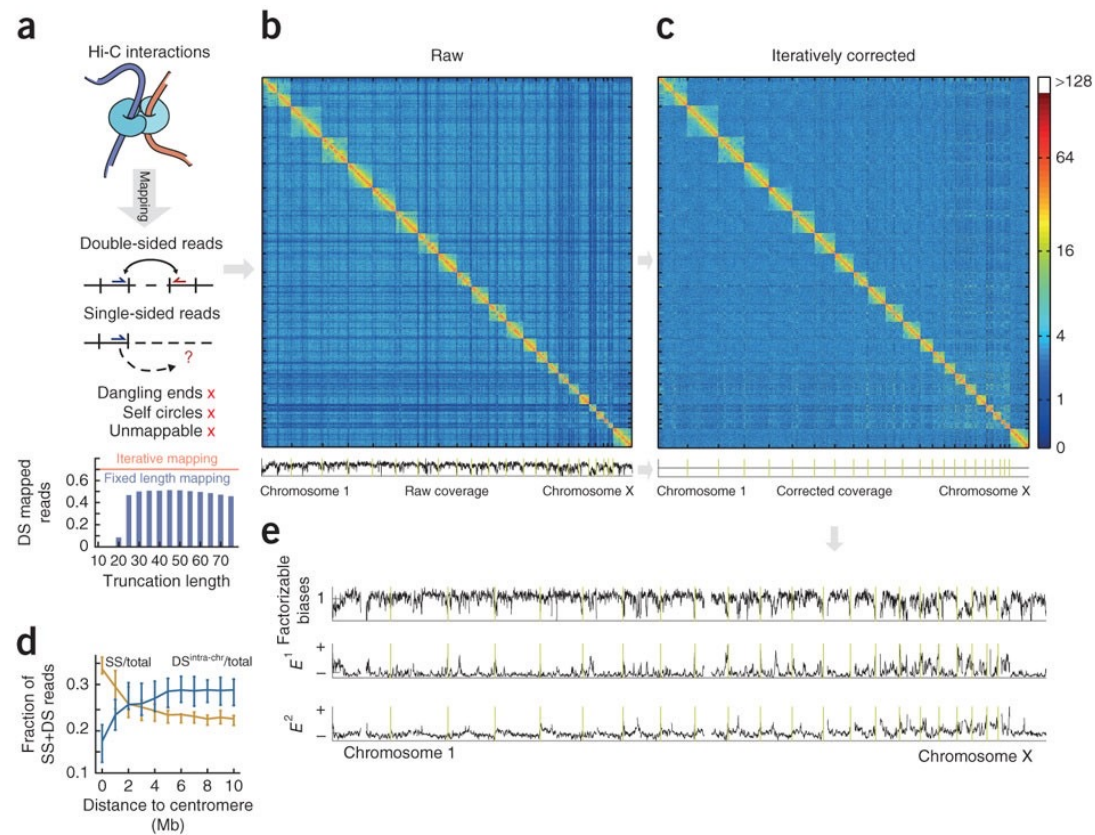 a
Hi-C interactions
Mapping
Double-sided reads
Single-sided reads
?
Dangling ends x
Self circles x
Unmappable x
Iterative mapping
Fixed length mapping
DS mapped
reads
0.6
0.4
0.2
0
10 20 30 40 50 60 70
Truncation length
b
Raw
Chromosome 1 Raw coverage Chromosome X
c
Iteratively corrected
>128
64
16
4
1
0
Chromosome 1 Corrected coverage Chromosome X
d
SS/total DSintra-chr/total
Fraction of
SS+DS reads
0.3
0.2
0.1
0 2 4 6 8 10
Distance to centromere
(Mb)
e
Factorizable
biases
1
E1
+
–
E2
+
–
Chromosome 1 Chromosome X